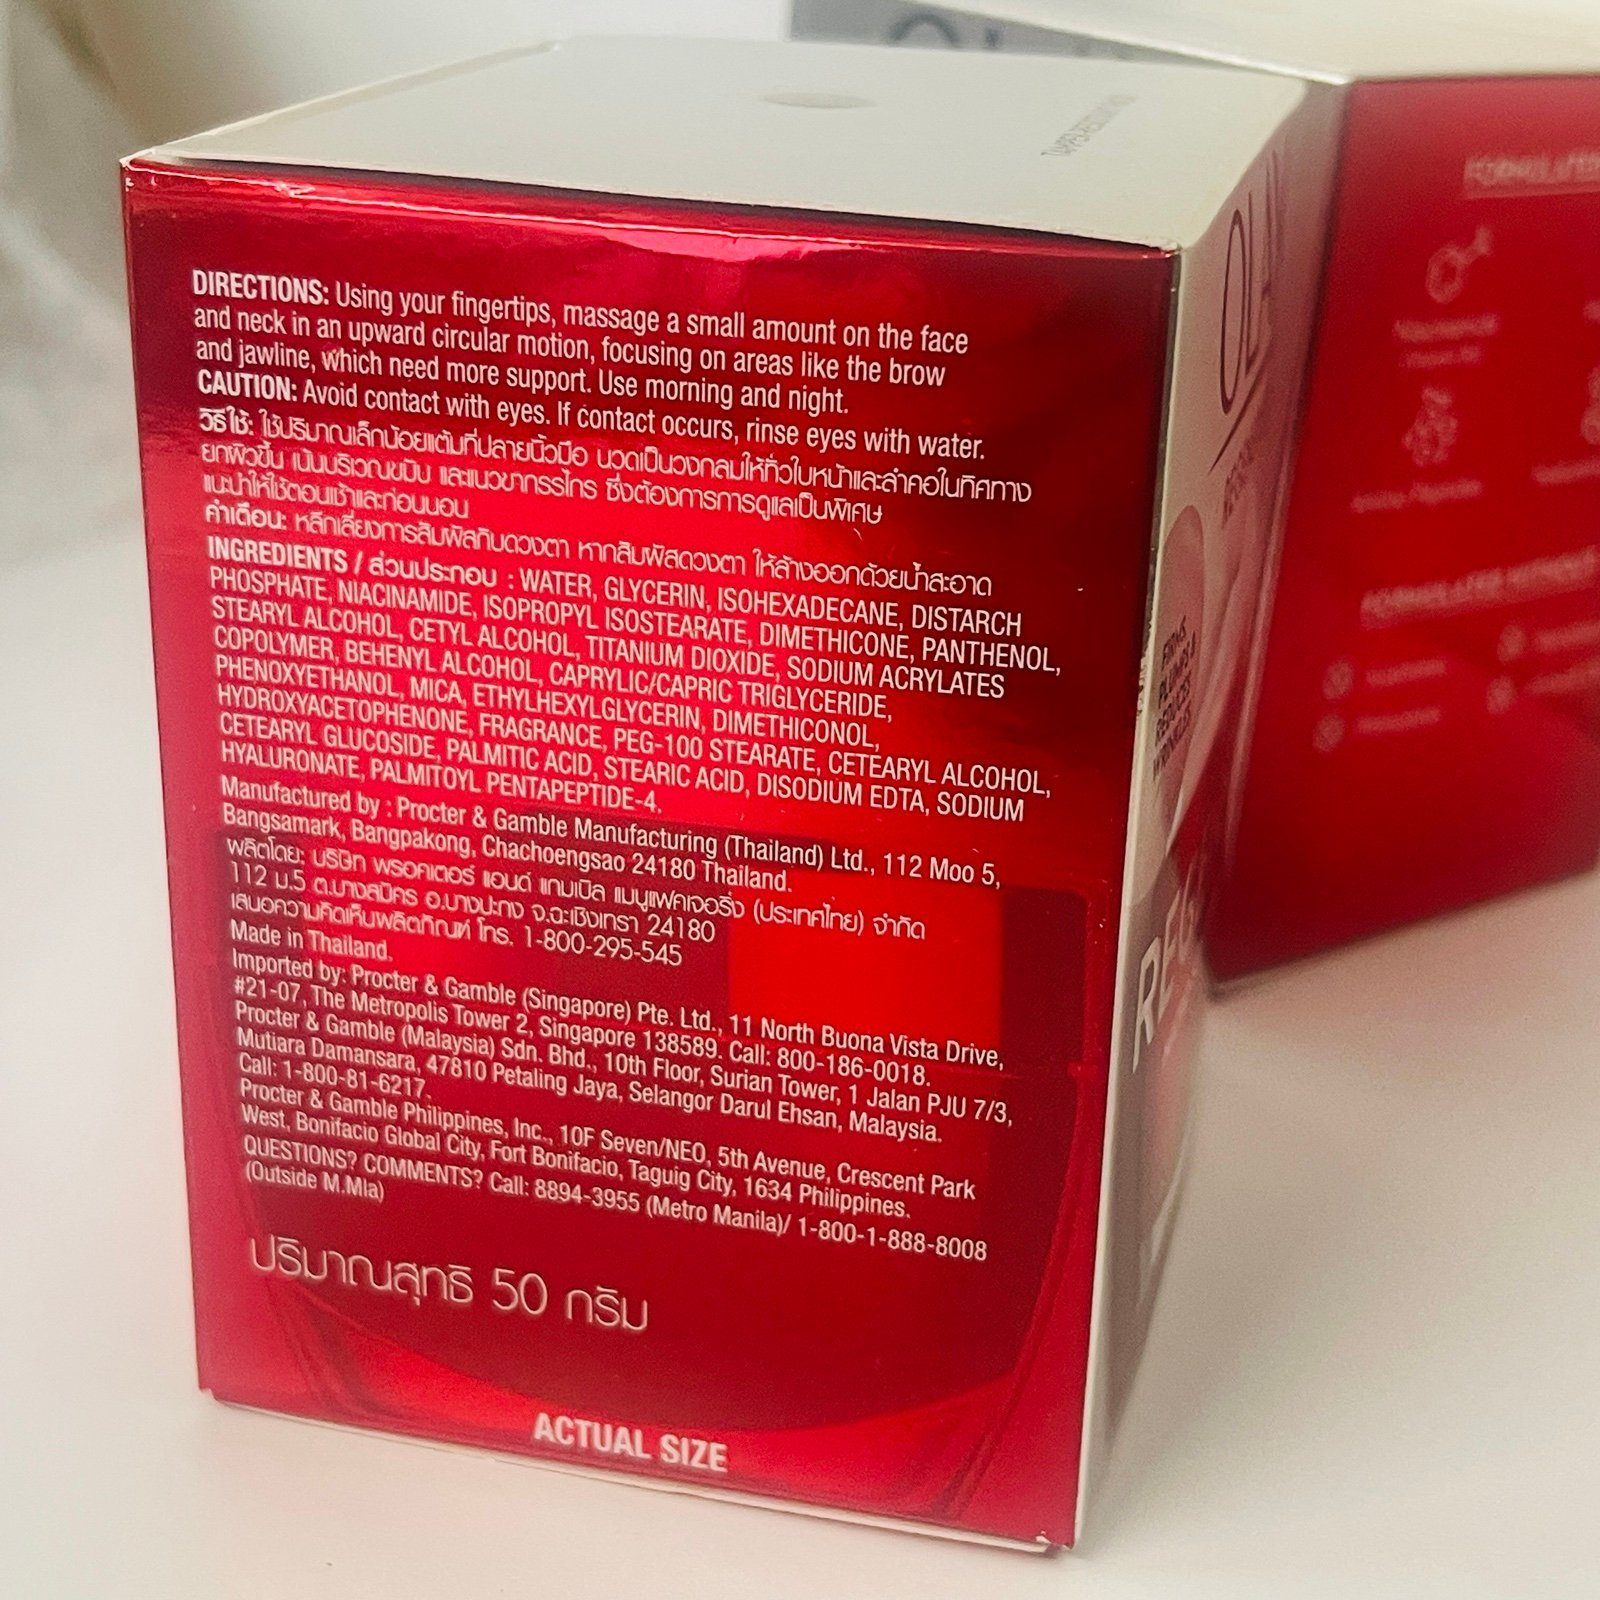 OLAY
DIRECTIONS: Using your fingertips, massage a small amount on the face
and neck in an upward circular motion, focusing on areas like the brow
and jawline, which need more support. Use morning and night.
CAUTION: Avoid contact with eyes. If contact occurs, rinse eyes with water.
วิธีใช้: ใช้ปริมาณเล็กน้อยแต้มที่ปลายนิ้วมือ นวดเป็นวงกลมให้ทั่วใบหน้าและลำคอในทิศทาง
ยกผิวขึ้น เน้นบริเวณขมับ และแนวขากรรไกร ซึ่งต้องการการดูแลเป็นพิเศษ
แนะนำให้ใช้ตอนเช้าและก่อนนอน
คำเตือน: หลีกเลี่ยงการสัมผัสกับดวงตา หากสัมผัสดวงตา ให้ล้างออกด้วยน้ำสะอาด
INGREDIENTS / ส่วนประกอบ : WATER, GLYCERIN, ISOHEXADECANE, DISTARCH
PHOSPHATE, NIACINAMIDE, ISOPROPYL ISOSTEARATE, DIMETHICONE, PANTHENOL,
STEARYL ALCOHOL, CETYL ALCOHOL, TITANIUM DIOXIDE, SODIUM ACRYLATES
COPOLYMER, BEHENYL ALCOHOL, CAPRYLIC/CAPRIC TRIGLYCERIDE,
PHENOXYETHANOL, MICA, ETHYLHEXYLGLYCERIN, DIMETHICONOL,
HYDROXYACETOPHENONE, FRAGRANCE, PEG-100 STEARATE, CETEARYL ALCOHOL,
CETEARYL GLUCOSIDE, PALMITIC ACID, STEARIC ACID, DISODIUM EDTA, SODIUM
HYALURONATE, PALMITOYL PENTAPEPTIDE-4.
Manufactured by : Procter & Gamble Manufacturing (Thailand) Ltd., 112 Moo 5,
Bangsamark, Bangpakong, Chachoengsao 24180 Thailand.
ผลิตโดย: บริษัท พรอคเตอร์ แอนด์ แกมเบิล แมนูแฟคเจอริ่ง (ประเทศไทย) จำกัด
112 ม.5 ต.บางสมัคร อ.บางปะกง จ.ฉะเชิงเทรา 24180
เสนอความคิดเห็นผลิตภัณฑ์ โทร. 1-800-295-545
Made in Thailand.
Imported by: Procter & Gamble (Singapore) Pte. Ltd., 11 North Buona Vista Drive,
#21-07, The Metropolis Tower 2, Singapore 138589. Call: 800-186-0018.
Procter & Gamble (Malaysia) Sdn. Bhd., 10th Floor, Surian Tower, 1 Jalan PJU 7/3,
Mutiara Damansara, 47810 Petaling Jaya, Selangor Darul Ehsan, Malaysia.
Call: 1-800-81-6217.
Procter & Gamble Philippines, Inc., 10F Seven/NEO, 5th Avenue, Crescent Park
West, Bonifacio Global City, Fort Bonifacio, Taguig City, 1634 Philippines.
QUESTIONS? COMMENTS? Call: 8894-3955 (Metro Manila)/ 1-800-1-888-8008
(Outside M.Mla)
ปริมาณสุทธิ 50 กรัม
ACTUAL SIZE
FIRMS,
PLUMPS &
REDUCES
WRINKLES
FORMULATED
FORMULATED WITHOUT